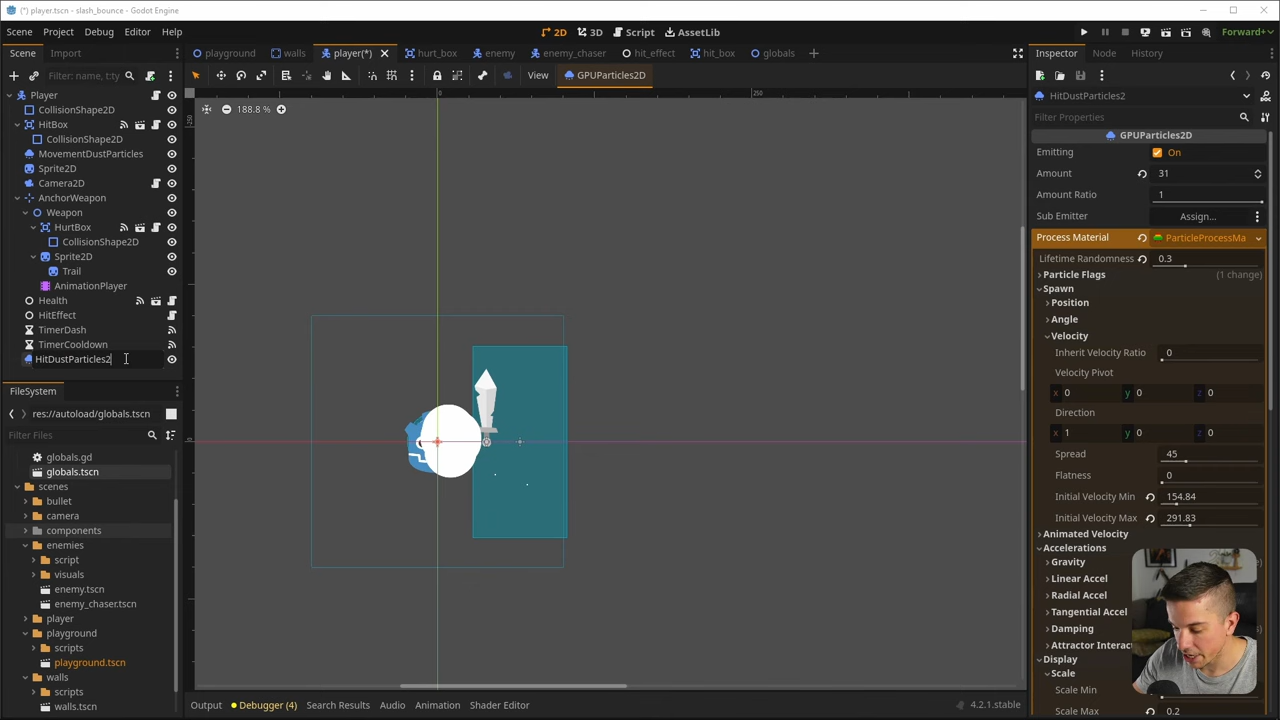 (*) player.tscn - slash_bounce - Godot Engine
Scene Project Debug Editor Help
2D 3D Script AssetLib
Forward+
Scene Import
playground walls player(*) hurt_box enemy enemy_chaser hit_effect hit_box globals
Inspector Node History
Filter: name, t:ty
View GPUParticles2D
188.8 %
0
250
-250
0
Player
CollisionShape2D
HitBox
CollisionShape2D
MovementDustParticles
Sprite2D
Camera2D
AnchorWeapon
Weapon
HurtBox
CollisionShape2D
Sprite2D
Trail
AnimationPlayer
Health
HitEffect
TimerDash
TimerCooldown
HitDustParticles2
FileSystem
res://autoload/globals.tscn
Filter Files
globals.gd
globals.tscn
scenes
bullet
camera
components
enemies
script
visuals
enemy.tscn
enemy_chaser.tscn
player
playground
scripts
playground.tscn
walls
scripts
walls.tscn
Output Debugger (4) Search Results Audio Animation Shader Editor
4.2.1.stable
HitDustParticles2
Filter Properties
GPUParticles2D
Emitting On
Amount 31
Amount Ratio 1
Sub Emitter Assign...
Process Material ParticleProcessMa
Lifetime Randomness 0.3
Particle Flags (1 change)
Spawn
Position
Angle
Velocity
Inherit Velocity Ratio 0
Velocity Pivot
x 0 y 0 z 0
Direction
x 1 y 0 z 0
Spread 45
Flatness 0
Initial Velocity Min 154.84
Initial Velocity Max 291.83
Animated Velocity
Accelerations
Gravity
Linear Accel
Radial Accel
Tangential Accel
Damping
Attractor Interac
Display
Scale
Scale Min
Scale Max 0.2